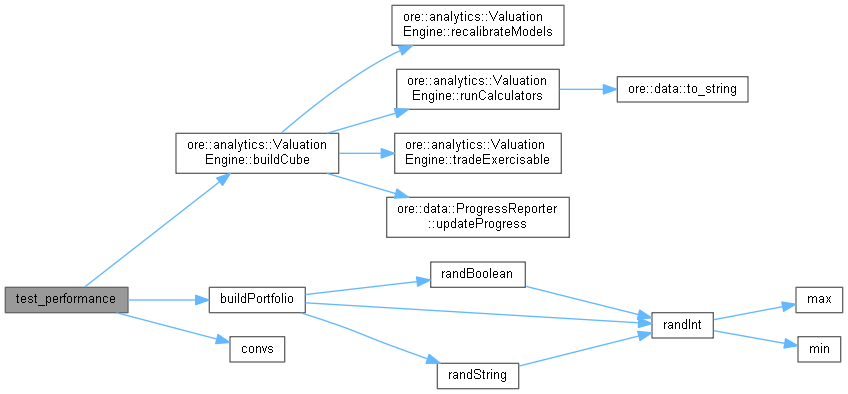 ore::analytics::Valuation
Engine::recalibrateModels
ore::analytics::Valuation
Engine::runCalculators
ore::data::to_string
ore::analytics::Valuation
Engine::buildCube
ore::analytics::Valuation
Engine::tradeExercisable
ore::data::ProgressReporter
::updateProgress
test_performance
buildPortfolio
randBoolean
convs
randString
randInt
max
min